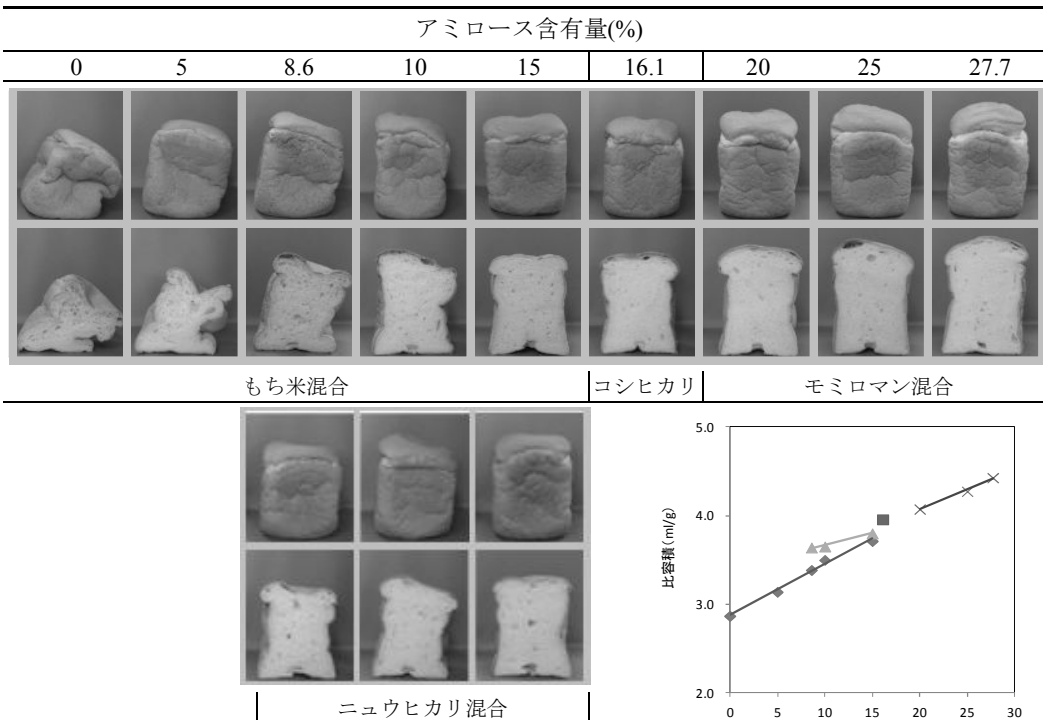 アミロース含有量(%)
0 5 8.6 10 15 16.1 20 25 27.7
もち米混合 コシヒカリ モミロマン混合
ニュウヒカリ混合
5.0
4.0
3.0
2.0
比容積(ml/g)
0 5 10 15 20 25 30